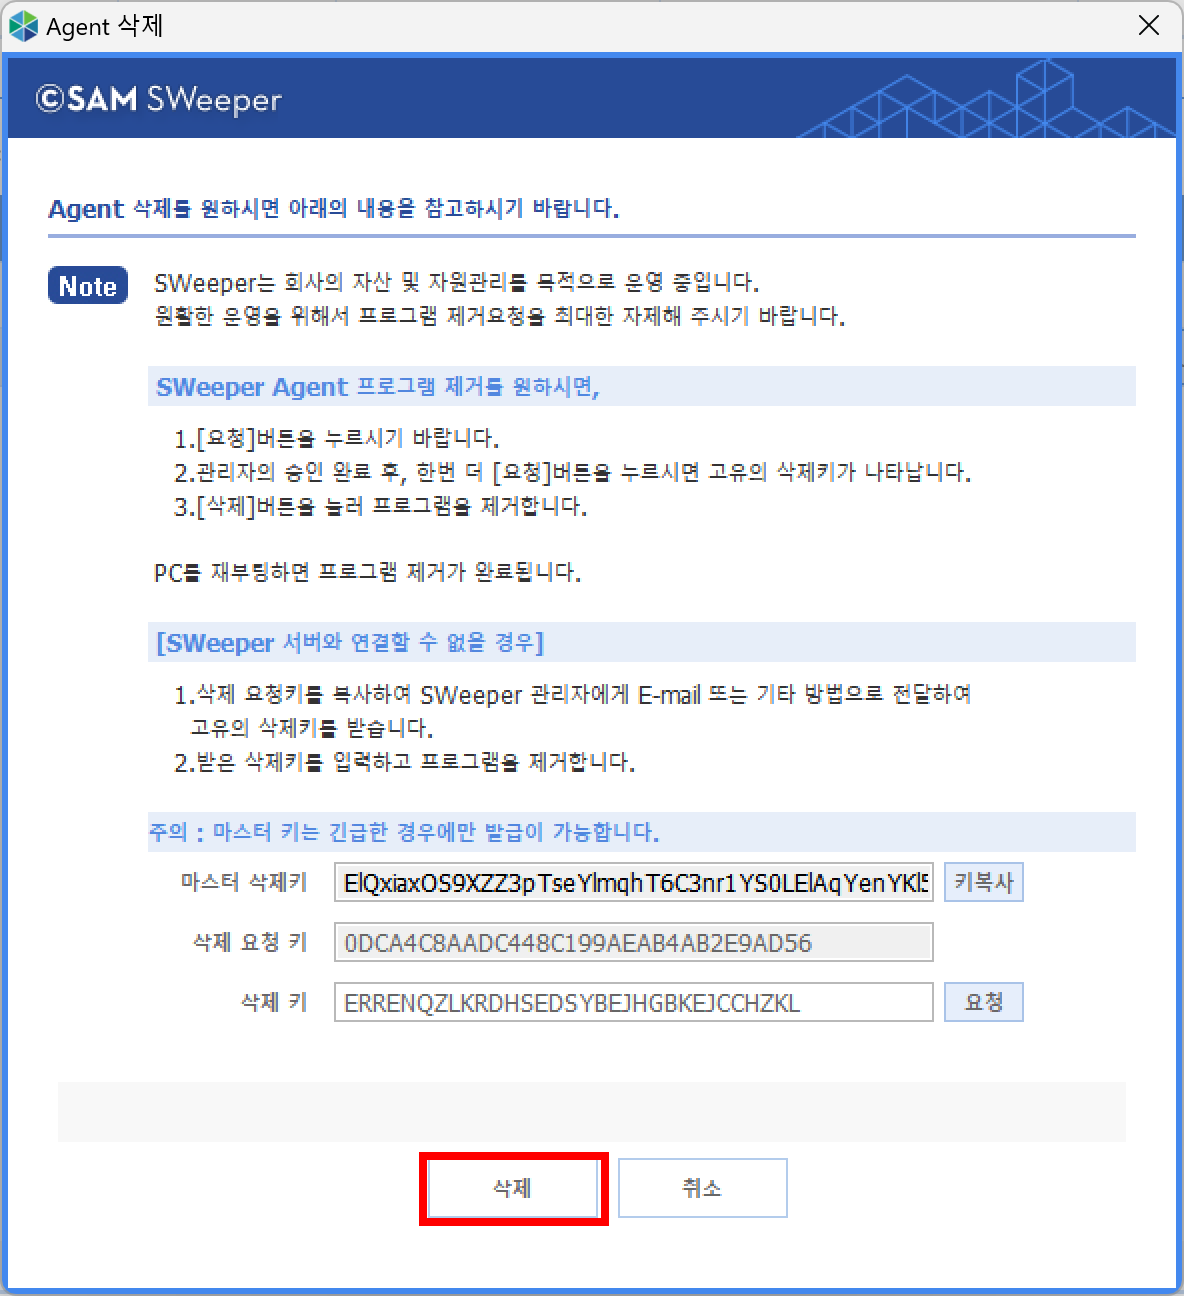 Agent 삭제
©SAM SWeeper
Agent 삭제를 원하시면 아래의 내용을 참고하시기 바랍니다.
Note
SWeeper는 회사의 자산 및 자원관리를 목적으로 운영 중입니다.
원활한 운영을 위해서 프로그램 제거요청을 최대한 자제해 주시기 바랍니다.
SWeeper Agent 프로그램 제거를 원하시면,
1.[요청]버튼을 누르시기 바랍니다.
2.관리자의 승인 완료 후, 한번 더 [요청]버튼을 누르시면 고유의 삭제키가 나타납니다.
3.[삭제]버튼을 눌러 프로그램을 제거합니다.
PC를 재부팅하면 프로그램 제거가 완료됩니다.
[SWeeper 서버와 연결할 수 없을 경우]
1.삭제 요청키를 복사하여 SWeeper 관리자에게 E-mail 또는 기타 방법으로 전달하여
고유의 삭제키를 받습니다.
2.받은 삭제키를 입력하고 프로그램을 제거합니다.
주의 : 마스터 키는 긴급한 경우에만 발급이 가능합니다.
마스터 삭제키 ElQxiaxOS9XZZ3pTseYlmqhT6C3nr1YS0LElAqYenYKl5 키복사
삭제 요청 키 0DCA4C8AADC448C199AEAB4AB2E9AD56
삭제 키 ERRENQZLKRDHSEDSYBEJHGBKEJCCHZKL 요청
삭제 취소